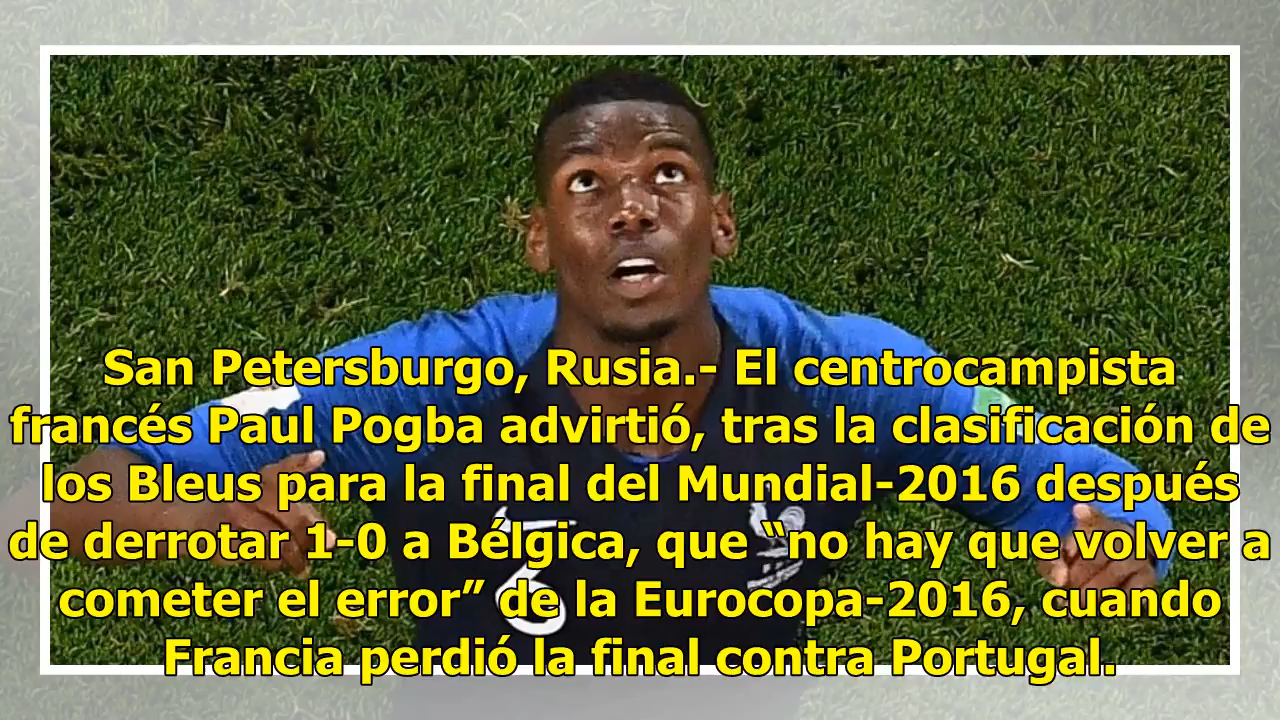 San Petersburgo, Rusia.- El centrocampista
francés Paul Pogba advirtió, tras la clasificación de
los Bleus para la final del Mundial-2016 después
de derrotar 1-0 a Bélgica, que “no hay que volver a
cometer el error” de la Eurocopa-2016, cuando
Francia perdió la final contra Portugal.
6